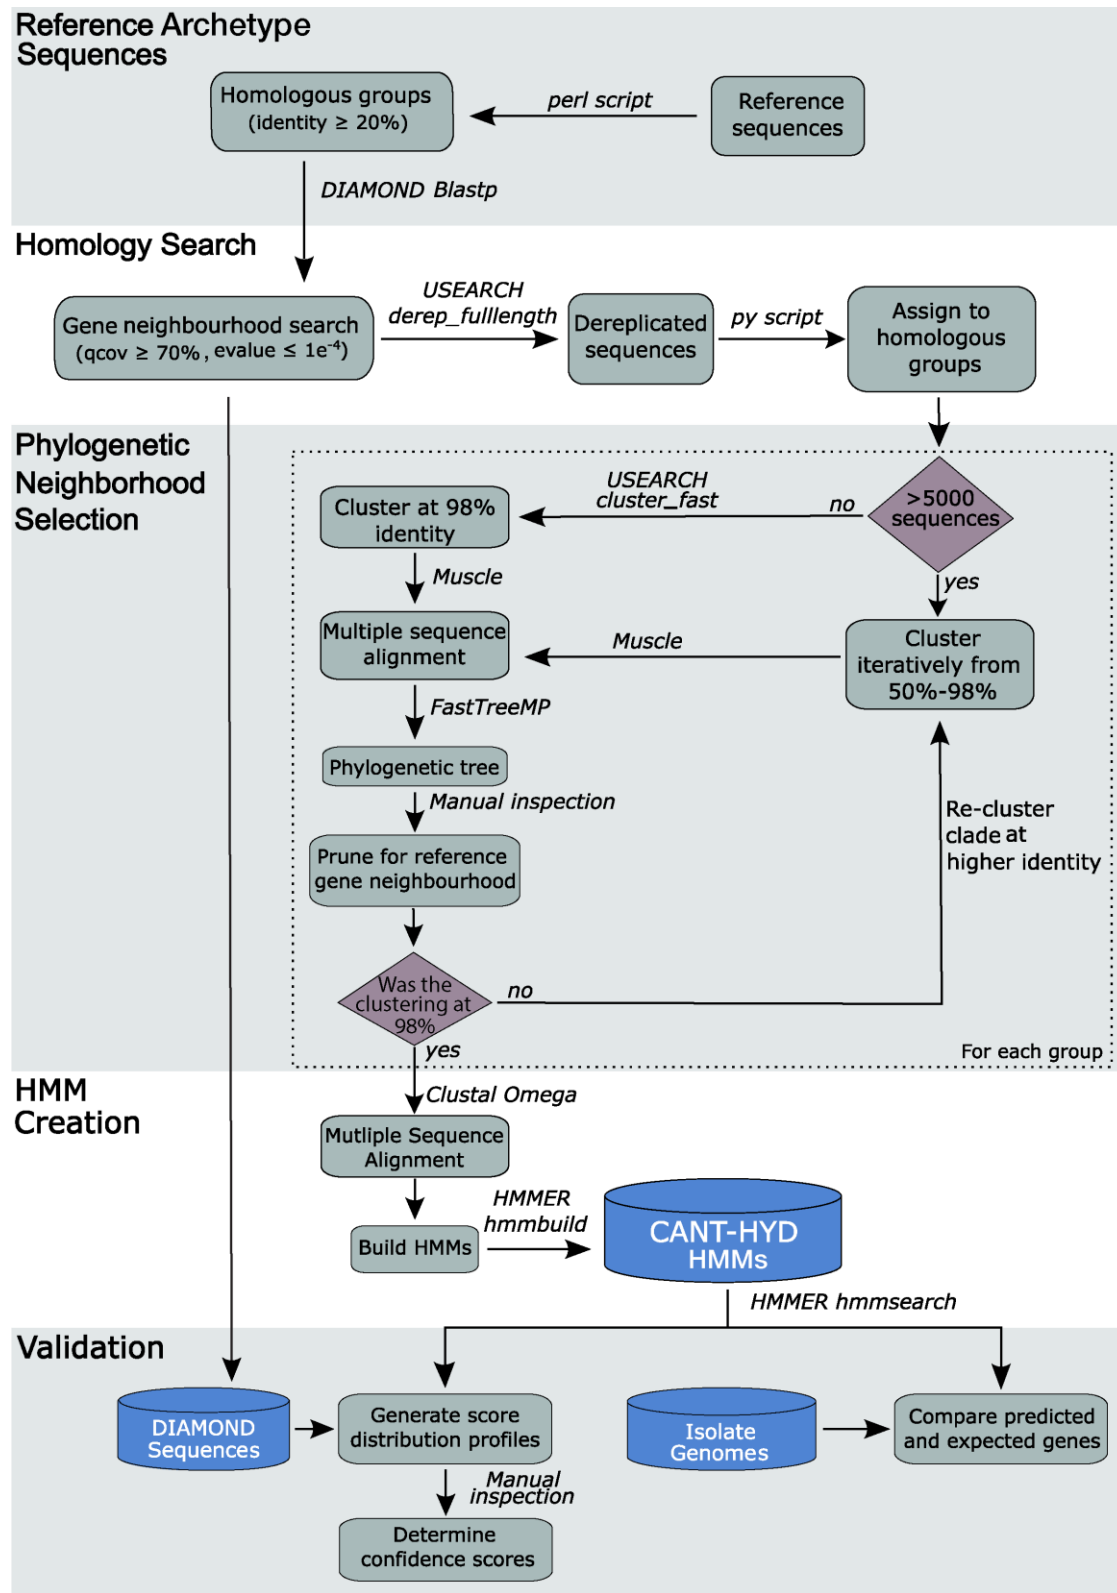 Reference Archetype
Sequences
Homologous groups
(identity ≥ 20%)
perl script
Reference
sequences
DIAMOND Blastp
Homology Search
Gene neighbourhood search
(qcov ≥ 70% , evalue ≤ 1e⁻⁴)
USEARCH
derep_fulllength
Dereplicated
sequences
py script
Assign to
homologous
groups
Phylogenetic
Neighborhood
Selection
>5000
sequences
no
USEARCH
cluster_fast
Cluster at 98%
identity
yes
Muscle
Multiple sequence
alignment
Muscle
Cluster
iteratively from
50%-98%
FastTreeMP
Phylogenetic tree
Manual inspection
Prune for reference
gene neighbourhood
Re-cluster
clade at
higher identity
Was the
clustering at
98%
no
yes
For each group
HMM
Creation
Clustal Omega
Mutliple Sequence
Alignment
Build HMMs
HMMER
hmmbuild
CANT-HYD
HMMs
HMMER hmmsearch
Validation
DIAMOND
Sequences
Generate score
distribution profiles
Isolate
Genomes
Compare predicted
and expected genes
Manual
inspection
Determine
confidence scores